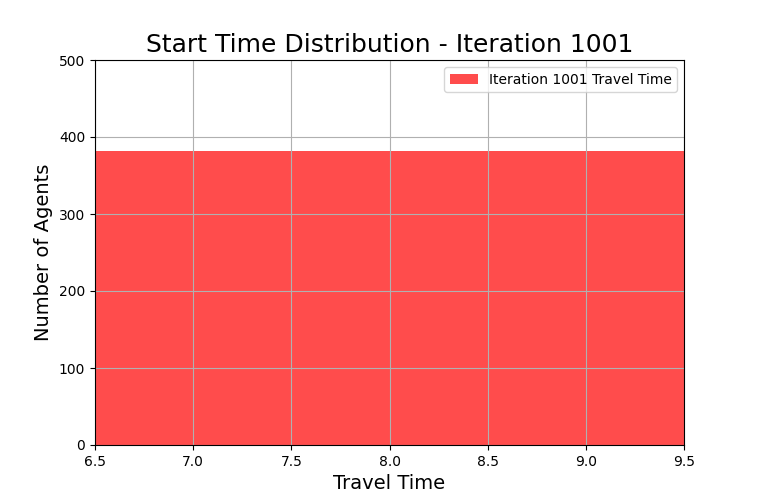 Start Time Distribution - Iteration 1001
Iteration 1001 Travel Time
Number of Agents
500
400
300
200
100
0
6.5 7.0 7.5 8.0 8.5 9.0 9.5
Travel Time